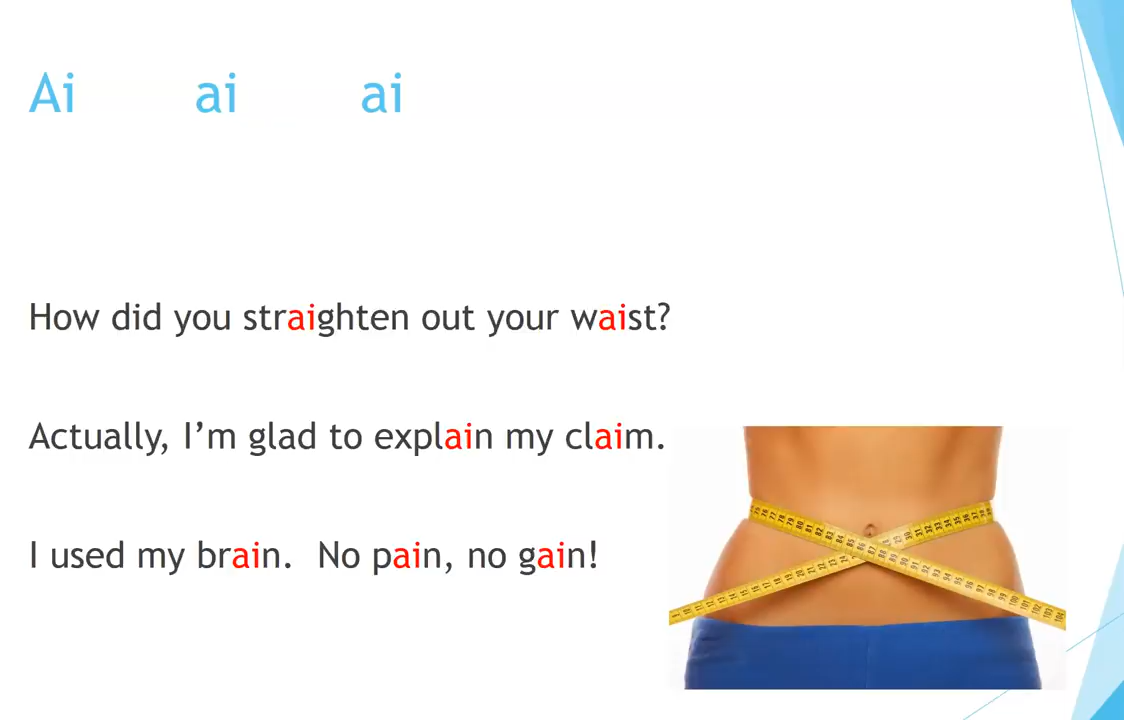 Ai ai ai
How did you straighten out your waist?
Actually, I’m glad to explain my claim.
I used my brain. No pain, no gain!